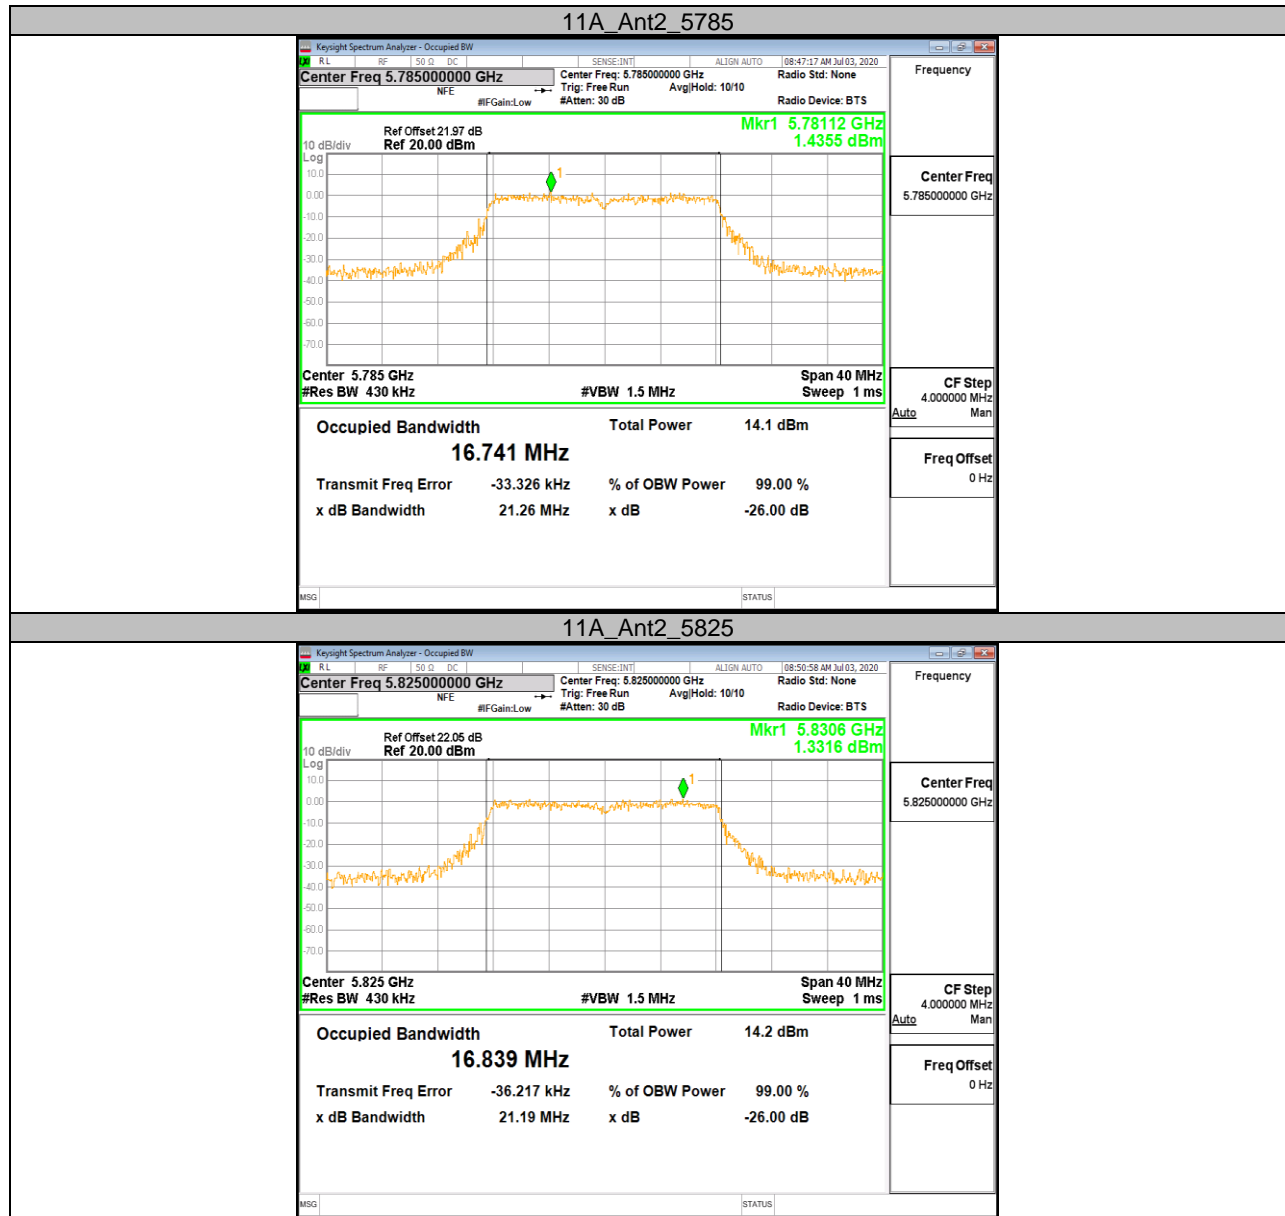 11A_Ant2_5785
Keysight Spectrum Analyzer - Occupied BW
LXI RL RF 50 Ω DC SENSE:INT ALIGN AUTO 08:47:17 AM Jul 03, 2020
Center Freq 5.785000000 GHz Center Freq: 5.785000000 GHz Radio Std: None Frequency
NFE Trig: Free Run Avg|Hold: 10/10
#IFGain:Low #Atten: 30 dB Radio Device: BTS
Mkr1 5.78112 GHz
Ref Offset 21.97 dB
10 dB/div Ref 20.00 dBm 1.4355 dBm
Log
10.0
1
0.00
-10.0
-20.0
-30.0
-40.0
-50.0
-60.0
-70.0
Center Freq
5.785000000 GHz
Center 5.785 GHz Span 40 MHz
#Res BW 430 kHz #VBW 1.5 MHz Sweep 1 ms
CF Step
4.000000 MHz
Auto Man
Occupied Bandwidth Total Power 14.1 dBm
16.741 MHz
Freq Offset
0 Hz
Transmit Freq Error -33.326 kHz % of OBW Power 99.00 %
x dB Bandwidth 21.26 MHz x dB -26.00 dB
MSG STATUS
11A_Ant2_5825
Keysight Spectrum Analyzer - Occupied BW
LXI RL RF 50 Ω DC SENSE:INT ALIGN AUTO 08:50:58 AM Jul 03, 2020
Center Freq 5.825000000 GHz Center Freq: 5.825000000 GHz Radio Std: None Frequency
NFE Trig: Free Run Avg|Hold: 10/10
#IFGain:Low #Atten: 30 dB Radio Device: BTS
Mkr1 5.8306 GHz
Ref Offset 22.05 dB
10 dB/div Ref 20.00 dBm 1.3316 dBm
Log
10.0
1
0.00
-10.0
-20.0
-30.0
-40.0
-50.0
-60.0
-70.0
Center Freq
5.825000000 GHz
Center 5.825 GHz Span 40 MHz
#Res BW 430 kHz #VBW 1.5 MHz Sweep 1 ms
CF Step
4.000000 MHz
Auto Man
Occupied Bandwidth Total Power 14.2 dBm
16.839 MHz
Freq Offset
0 Hz
Transmit Freq Error -36.217 kHz % of OBW Power 99.00 %
x dB Bandwidth 21.19 MHz x dB -26.00 dB
MSG STATUS